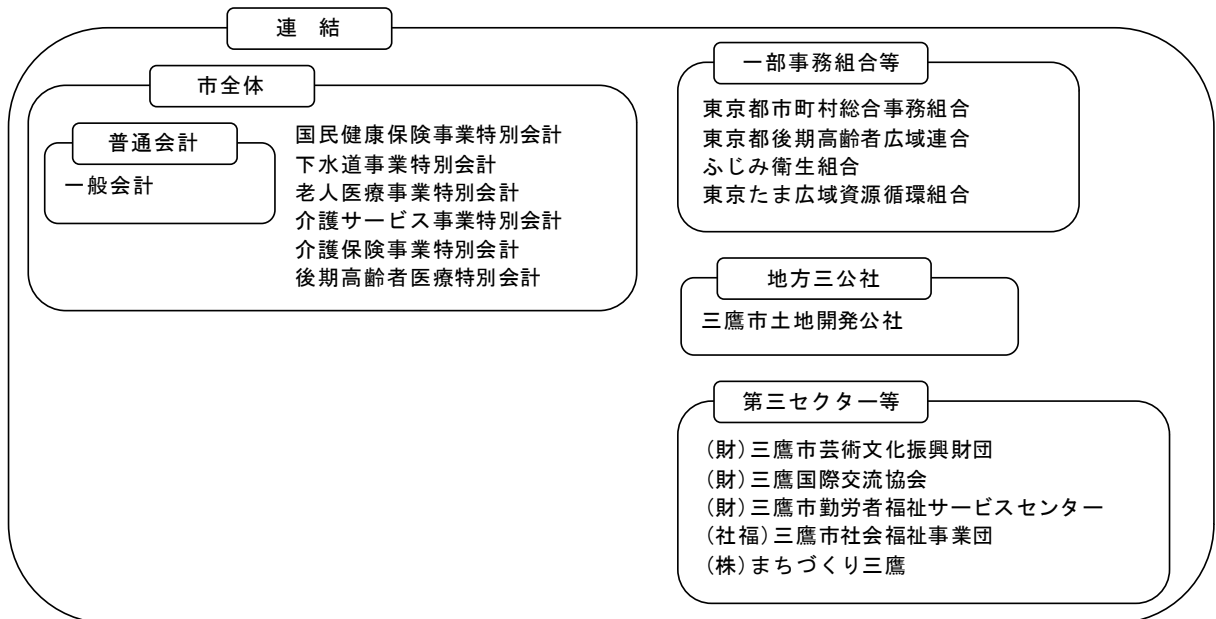 連 結
市全体
普通会計
一般会計
国民健康保険事業特別会計
下水道事業特別会計
老人医療事業特別会計
介護サービス事業特別会計
介護保険事業特別会計
後期高齢者医療特別会計
一部事務組合等
東京都市町村総合事務組合
東京都後期高齢者広域連合
ふじみ衛生組合
東京たま広域資源循環組合
地方三公社
三鷹市土地開発公社
第三セクター等
(財)三鷹市芸術文化振興財団
(財)三鷹国際交流協会
(財)三鷹市勤労者福祉サービスセンター
(社福)三鷹市社会福祉事業団
(株)まちづくり三鷹